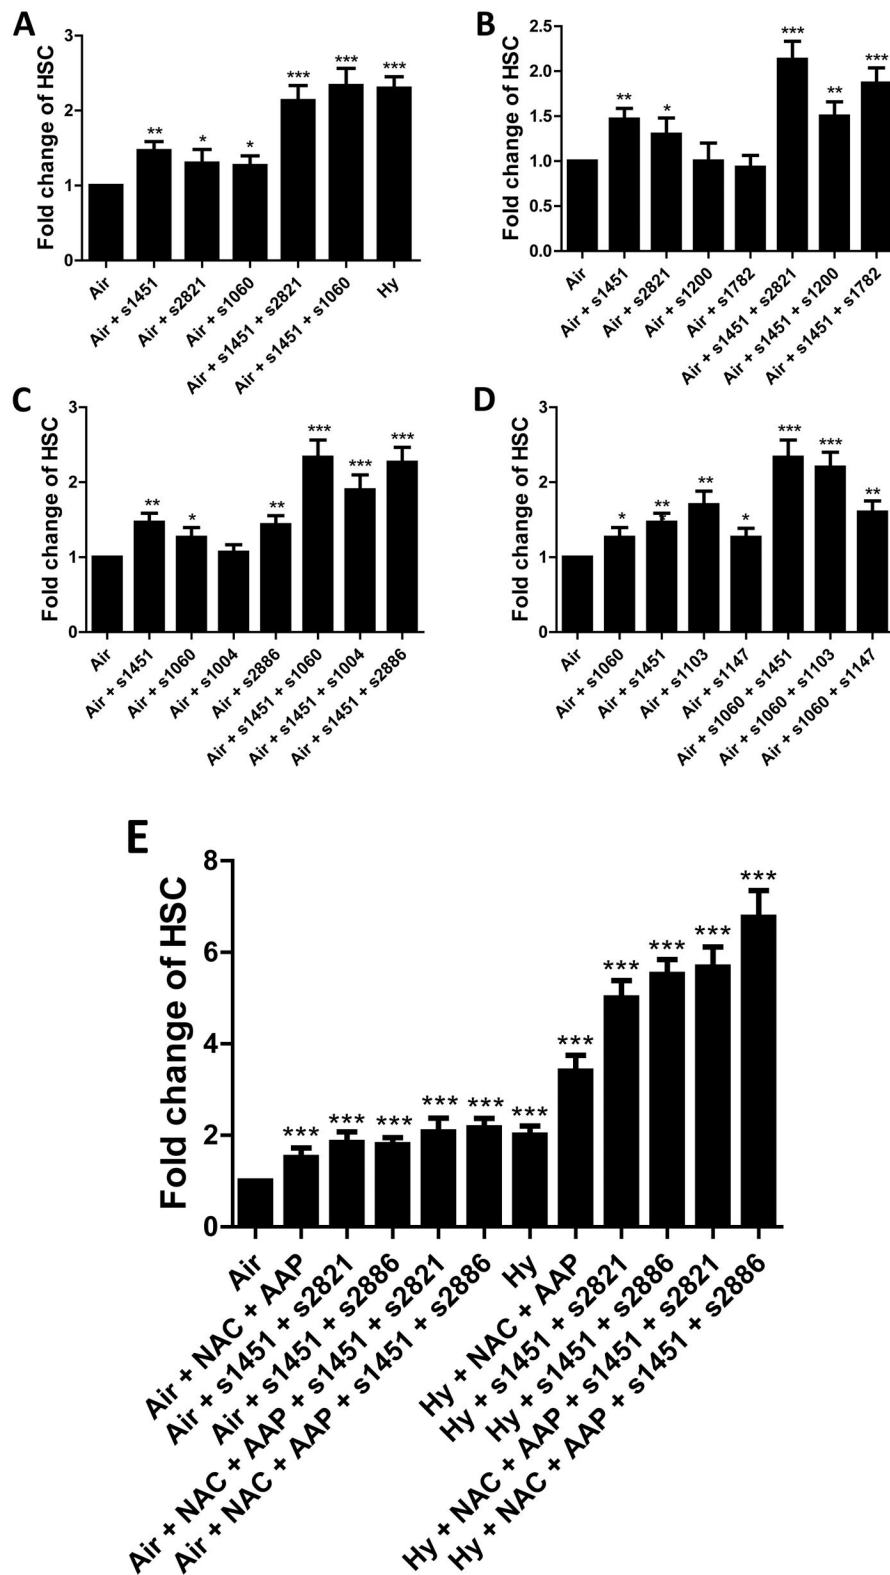 A
Fold change of HSC
3
2
1
0
**
*
*
***
***
***
Air
Air + s1451
Air + s2821
Air + s1060
Air + s1451 + s2821
Air + s1451 + s1060
Hy
B
Fold change of HSC
2.5
2.0
1.5
1.0
0.5
0.0
**
*
***
**
***
Air
Air + s1451
Air + s2821
Air + s1200
Air + s1782
Air + s1451 + s2821
Air + s1451 + s1200
Air + s1451 + s1782
C
Fold change of HSC
3
2
1
0
**
*
**
***
***
***
Air
Air + s1451
Air + s1060
Air + s1004
Air + s2886
Air + s1451 + s1060
Air + s1451 + s1004
Air + s1451 + s2886
D
Fold change of HSC
3
2
1
0
*
**
**
*
***
***
**
Air
Air + s1060
Air + s1451
Air + s1103
Air + s1147
Air + s1060 + s1451
Air + s1060 + s1103
Air + s1060 + s1147
E
Fold change of HSC
8
6
4
2
0
***
***
***
***
***
***
***
***
***
***
***
Air
Air + NAC + AAP
Air + s1451 + s2821
Air + s1451 + s2886
Air + NAC + AAP + s1451 + s2821
Air + NAC + AAP + s1451 + s2886
Hy
Hy + NAC + AAP
Hy + s1451 + s2821
Hy + s1451 + s2886
Hy + NAC + AAP + s1451 + s2821
Hy + NAC + AAP + s1451 + s2886